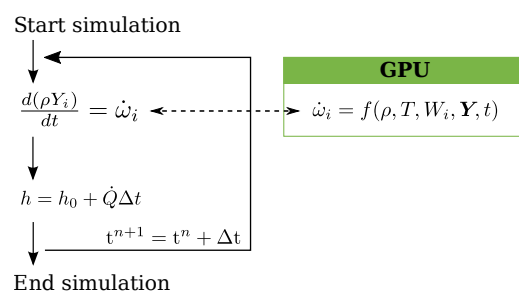 Start simulation
d(ρY_i)/dt = ω̇_i
GPU
ω̇_i = f(ρ, T, W_i, 𝒀, t)
h = h_0 + Q̇Δt
t^{n+1} = t^n + Δt
End simulation